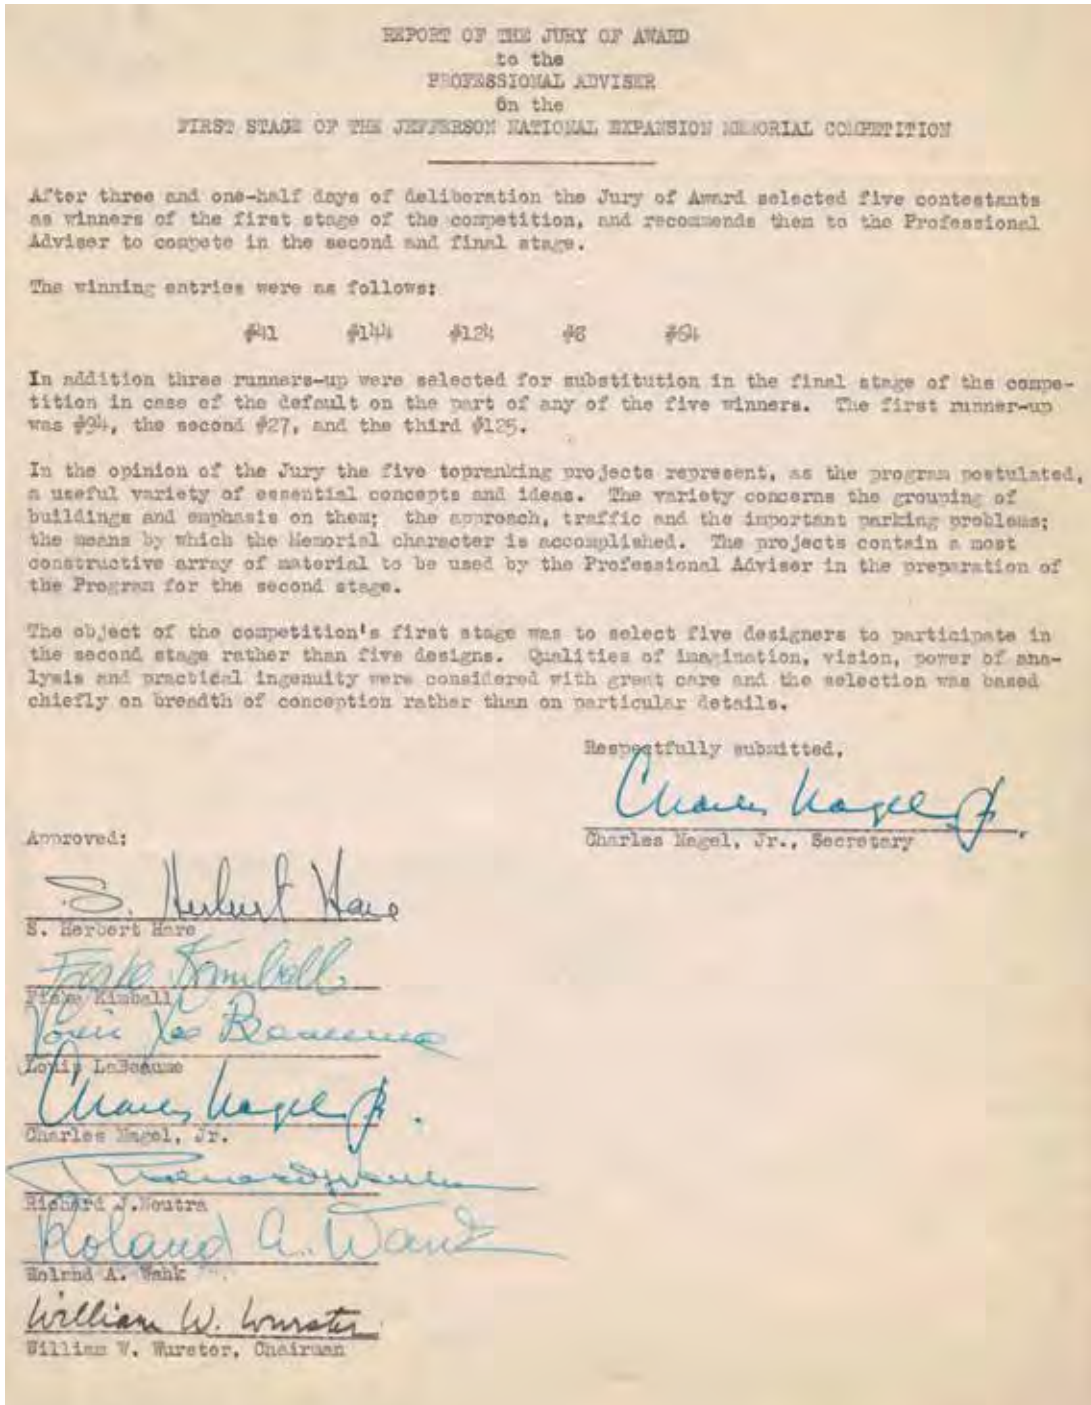 REPORT OF THE JURY OF AWARD
to the
PROFESSIONAL ADVISER
On the
FIRST STAGE OF THE JEFFERSON NATIONAL EXPANSION MEMORIAL COMPETITION
After three and one-half days of deliberation the Jury of Award selected five contestants
as winners of the first stage of the competition, and recommends them to the Professional
Adviser to compete in the second and final stage.
The winning entries were as follows:
#41 #144 #124 #8
In addition three runners-up were selected for substitution in the final stage of the compe-
tition in case of the default on the part of any of the five winners. The first runner-up
was #94, the second #27, and the third #125.
In the opinion of the Jury the five topranking projects represent, as the program postulated,
a useful variety of essential concepts and ideas. The variety concerns the grouping of
buildings and emphasis on them; the approach, traffic and the important parking problems;
the means by which the Memorial character is accomplished. The projects contain a most
constructive array of material to be used by the Professional Adviser in the preparation of
the Program for the second stage.
The object of the competition's first stage was to select five designers to participate in
the second stage rather than five designs. Qualities of imagination, vision, power of ana-
lysis and practical ingenuity were considered with great care and the selection was based
chiefly on breadth of conception rather than on particular details.
Respectfully submitted,
Charles Nagel Jr.
Charles Nagel, Jr., Secretary
Approved:
S. Herbert Hare
S. Herbert Hare
Fiske Kimball
Fiske Kimball
Louis LaBeaume
Louis LaBeaume
Charles Nagel Jr.
Charles Nagel, Jr.
Richard J.Neutra
Roland A. Wank
A. Wank
William W. Wurster
William W. Wurster, Chairman